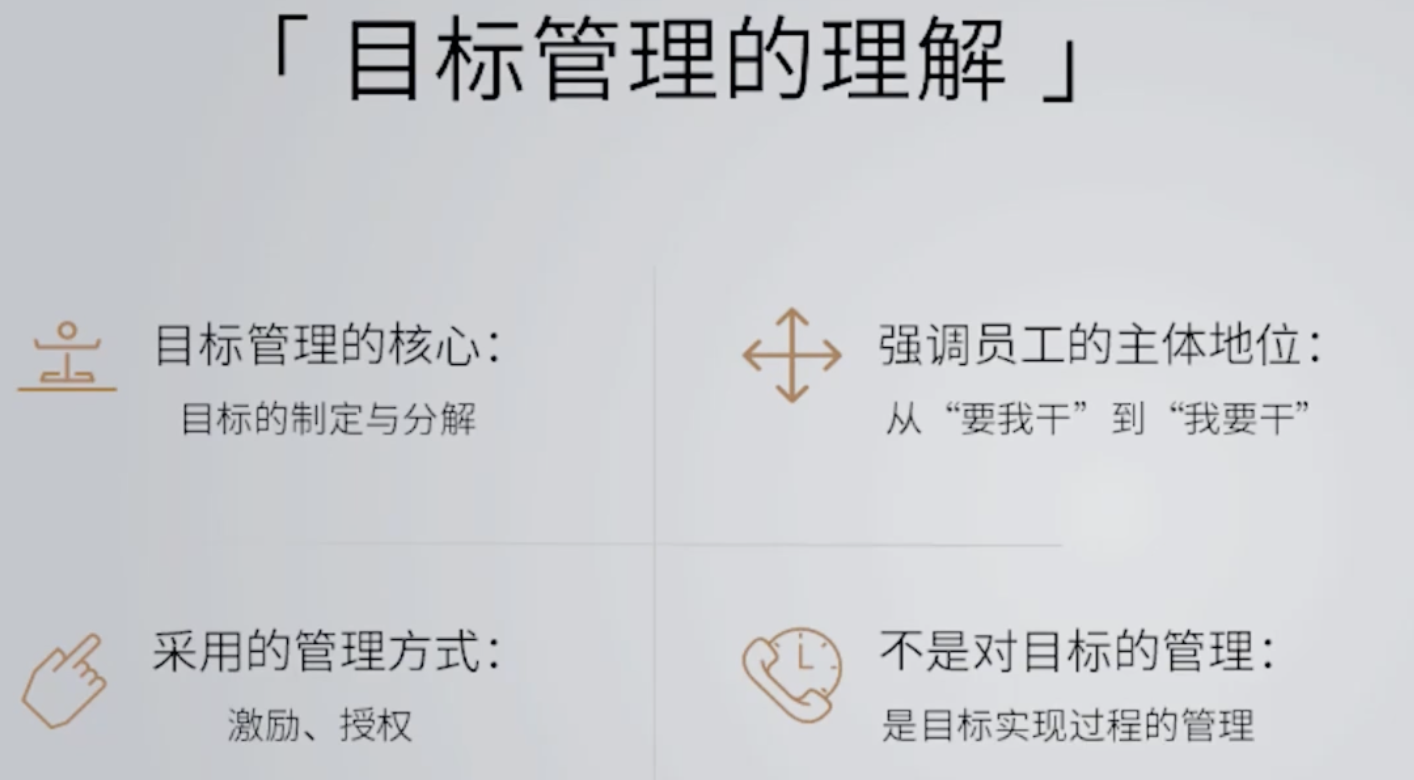 「目标管理的理解」
目标管理的核心：
目标的制定与分解
强调员工的主体地位：
从“要我干”到“我要干”
采用的管理方式：
激励、授权
不是对目标的管理：
是目标实现过程的管理